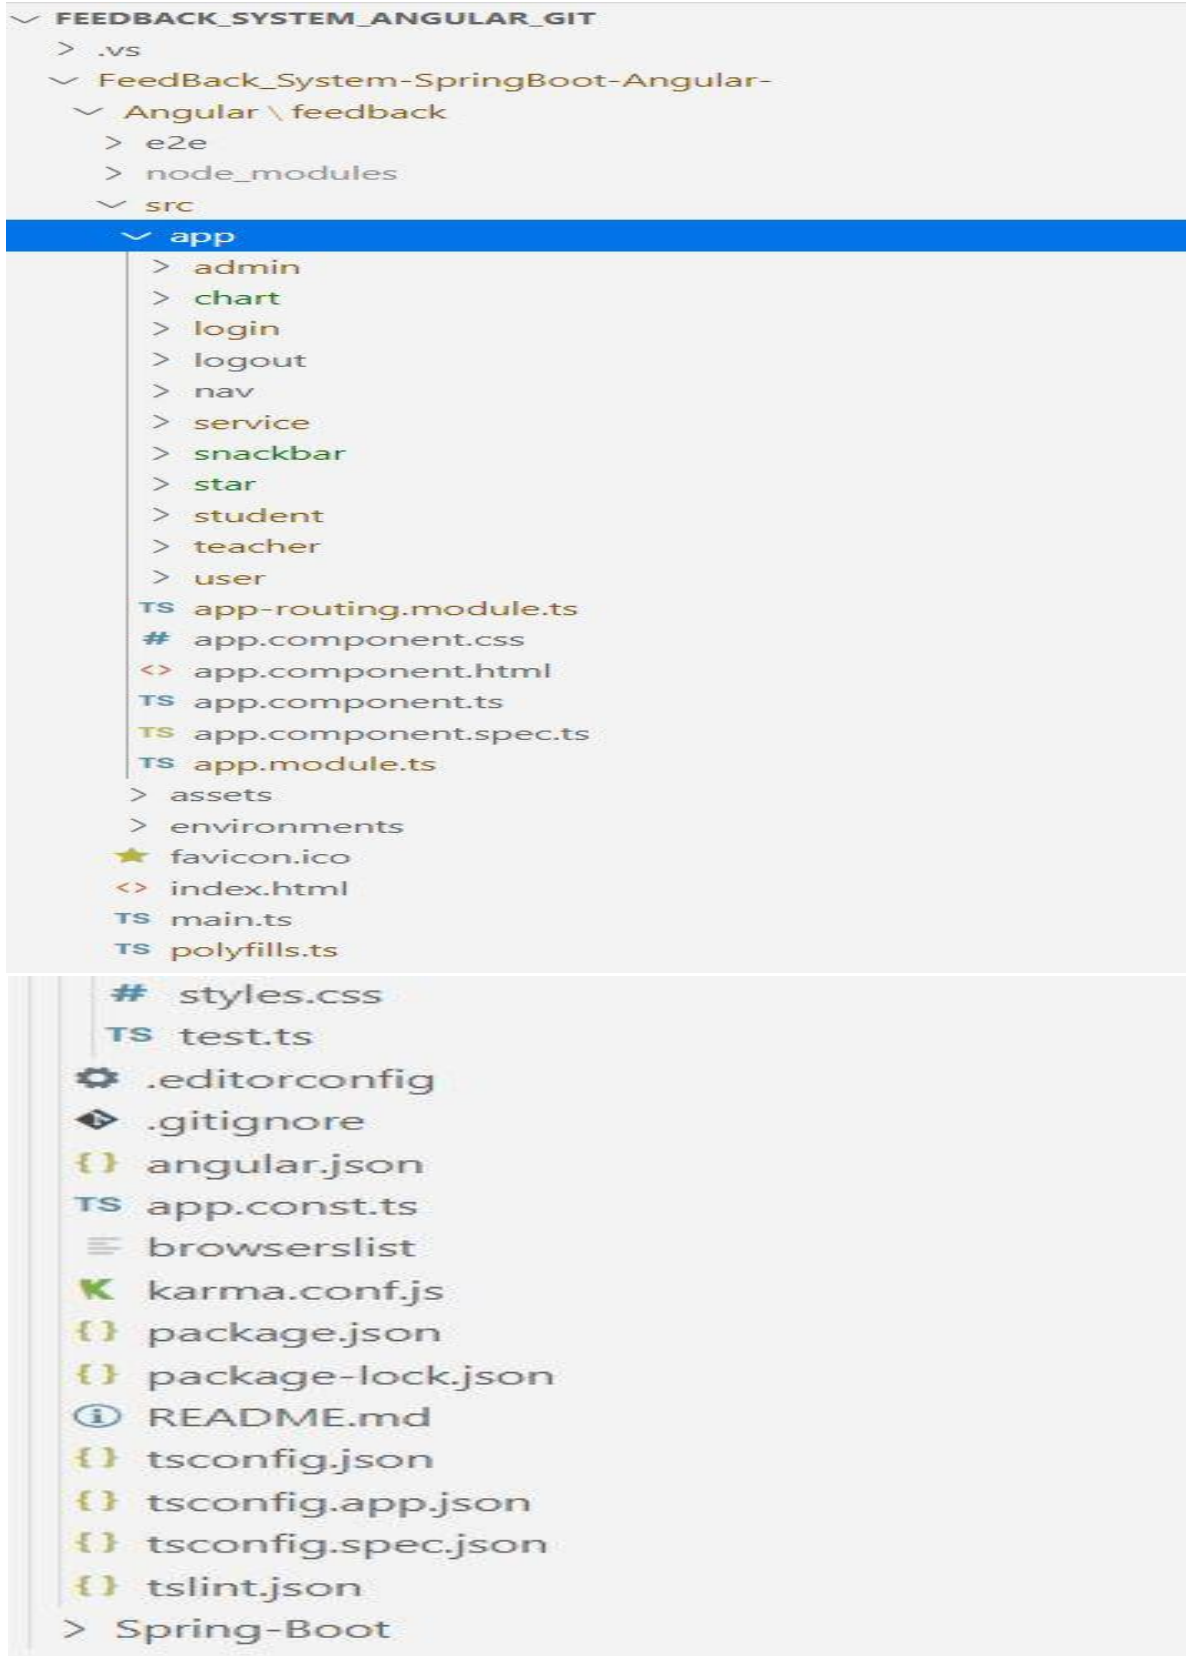 FEEDBACK_SYSTEM_ANGULAR_GIT
.vs
FeedBack_System-SpringBoot-Angular-
Angular \ feedback
e2e
node_modules
src
app
admin
chart
login
logout
nav
service
snackbar
star
student
teacher
user
TS app-routing.module.ts
# app.component.css
<> app.component.html
TS app.component.ts
TS app.component.spec.ts
TS app.module.ts
assets
environments
favicon.ico
<> index.html
TS main.ts
TS polyfills.ts
# styles.css
TS test.ts
.editorconfig
.gitignore
{} angular.json
TS app.const.ts
browserslist
K karma.conf.js
{} package.json
{} package-lock.json
README.md
{} tsconfig.json
{} tsconfig.app.json
{} tsconfig.spec.json
{} tslint.json
Spring-Boot